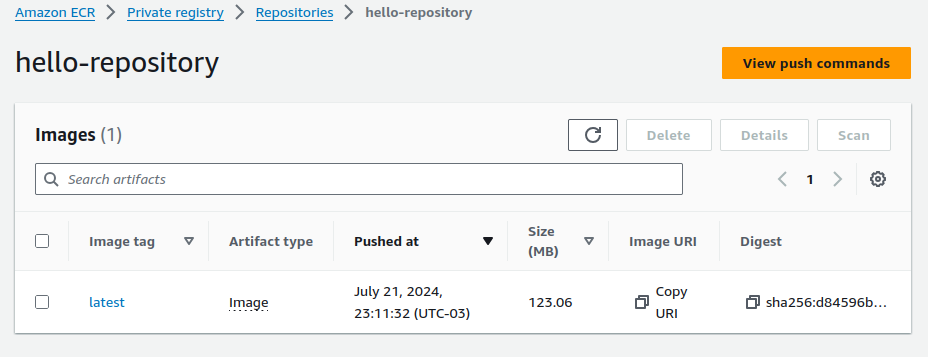 Amazon ECR > Private registry > Repositories > hello-repository
hello-repository
View push commands
Images (1)
Delete
Details
Scan
Search artifacts
1
Image tag
Artifact type
Pushed at
Size (MB)
Image URI
Digest
latest
Image
July 21, 2024,
23:11:32 (UTC-03)
123.06
Copy
URI
sha256:d84596b...